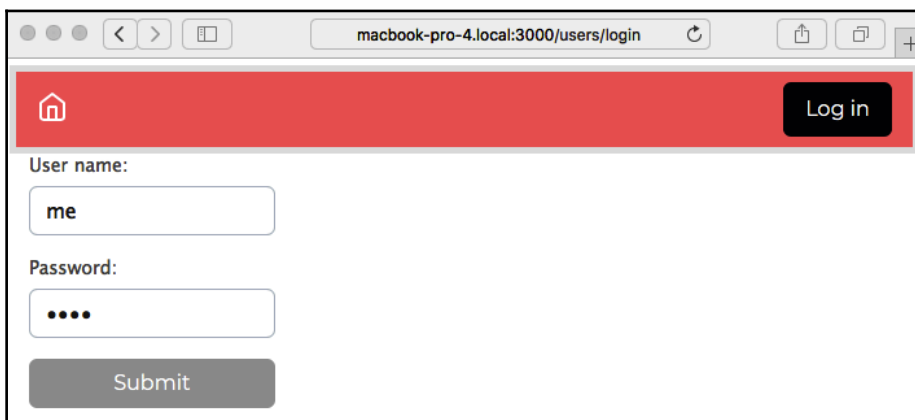 macbook-pro-4.local:3000/users/login
Log in
User name:
me
Password:
••••
Submit